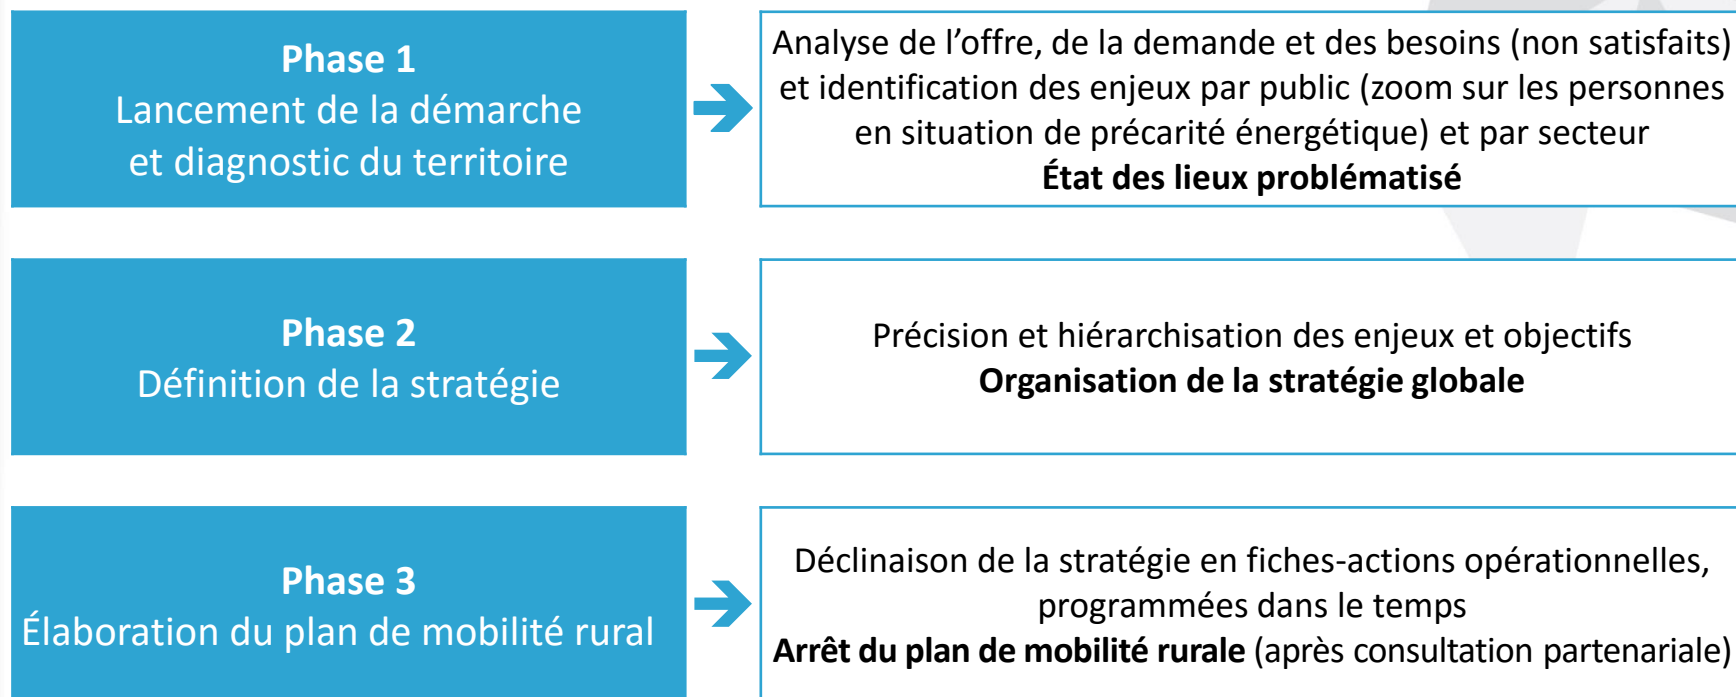 Phase 1
Lancement de la démarche
et diagnostic du territoire
Analyse de l’offre, de la demande et des besoins (non satisfaits)
et identification des enjeux par public (zoom sur les personnes
en situation de précarité énergétique) et par secteur
État des lieux problématisé
Phase 2
Définition de la stratégie
Précision et hiérarchisation des enjeux et objectifs
Organisation de la stratégie globale
Phase 3
Élaboration du plan de mobilité rural
Déclinaison de la stratégie en fiches-actions opérationnelles,
programmées dans le temps
Arrêt du plan de mobilité rurale (après consultation partenariale)